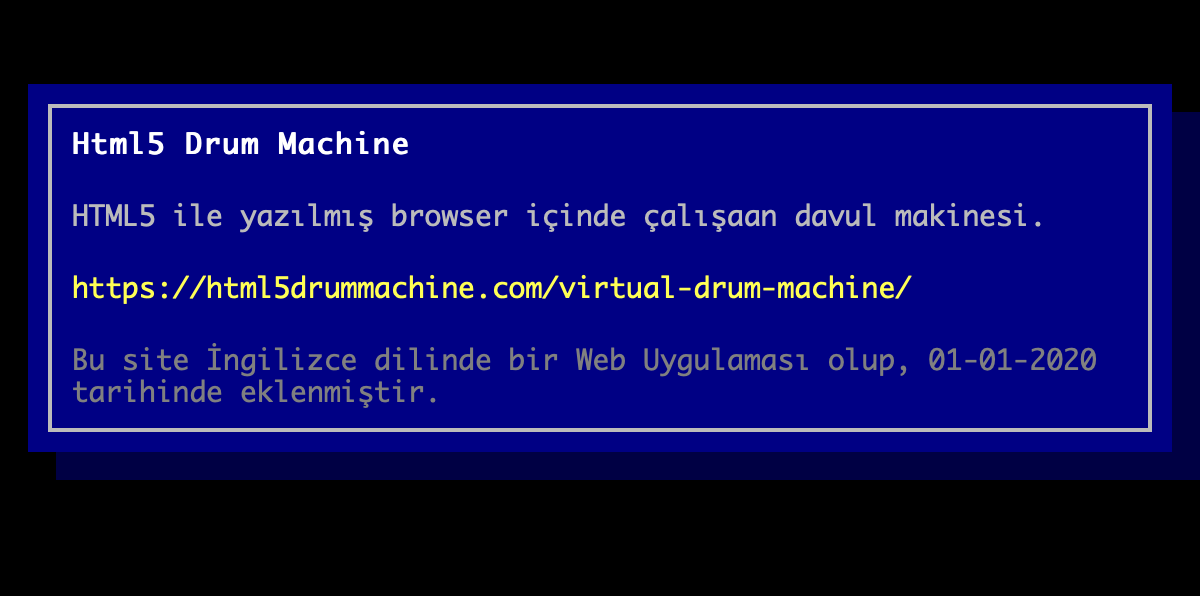 Html5 Drum Machine
HTML5 ile yazılmış browser içinde çalışaan davul makinesi.
https://html5drummachine.com/virtual-drum-machine/
Bu site İngilizce dilinde bir Web Uygulaması olup, 01-01-2020
tarihinde eklenmiştir.